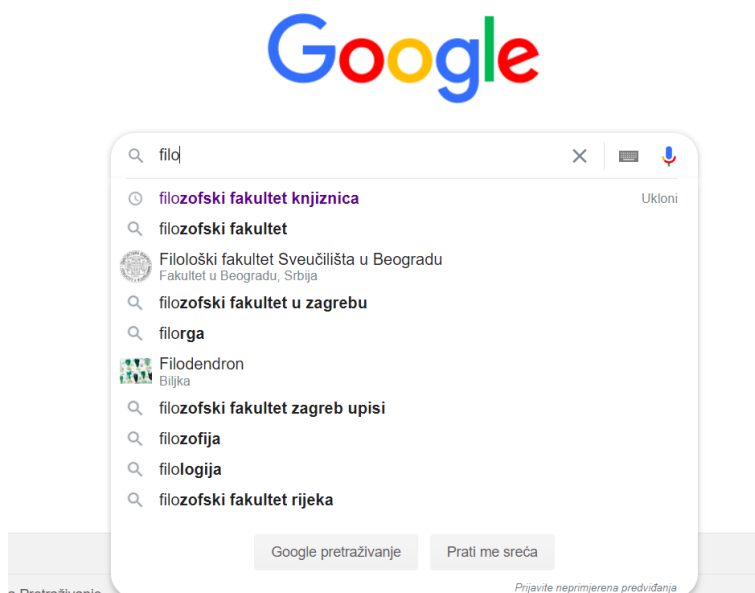 Google
filo
filozofski fakultet knjiznica Ukloni
filozofski fakultet
Filološki fakultet Sveučilišta u Beogradu
Fakultet u Beogradu, Srbija
filozofski fakultet u zagrebu
filorga
Filodendron
Biljka
filozofski fakultet zagreb upisi
filozofija
filologija
filozofski fakultet rijeka
Google pretraživanje Prati me sreća
Prijavite neprimjerena predviđanja
Pretraživanje